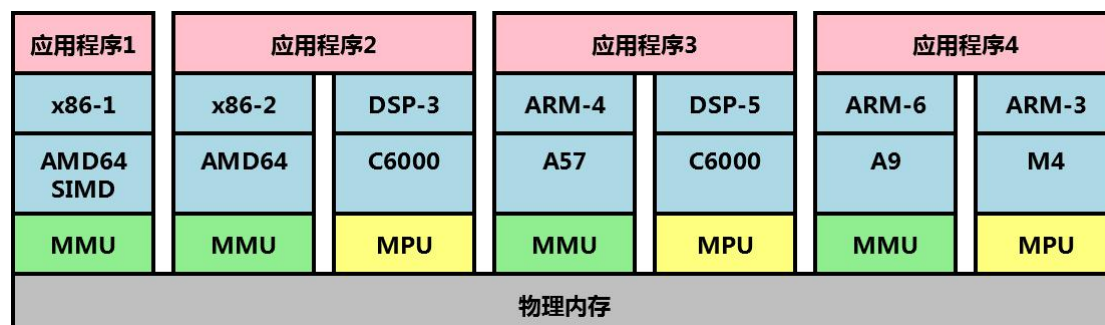 应用程序1 应用程序2 应用程序3 应用程序4
x86-1 x86-2 DSP-3 ARM-4 DSP-5 ARM-6 ARM-3
AMD64 AMD64 C6000 A57 C6000 A9 M4
SIMD
MMU MMU MPU MMU MPU MMU MPU
物理内存